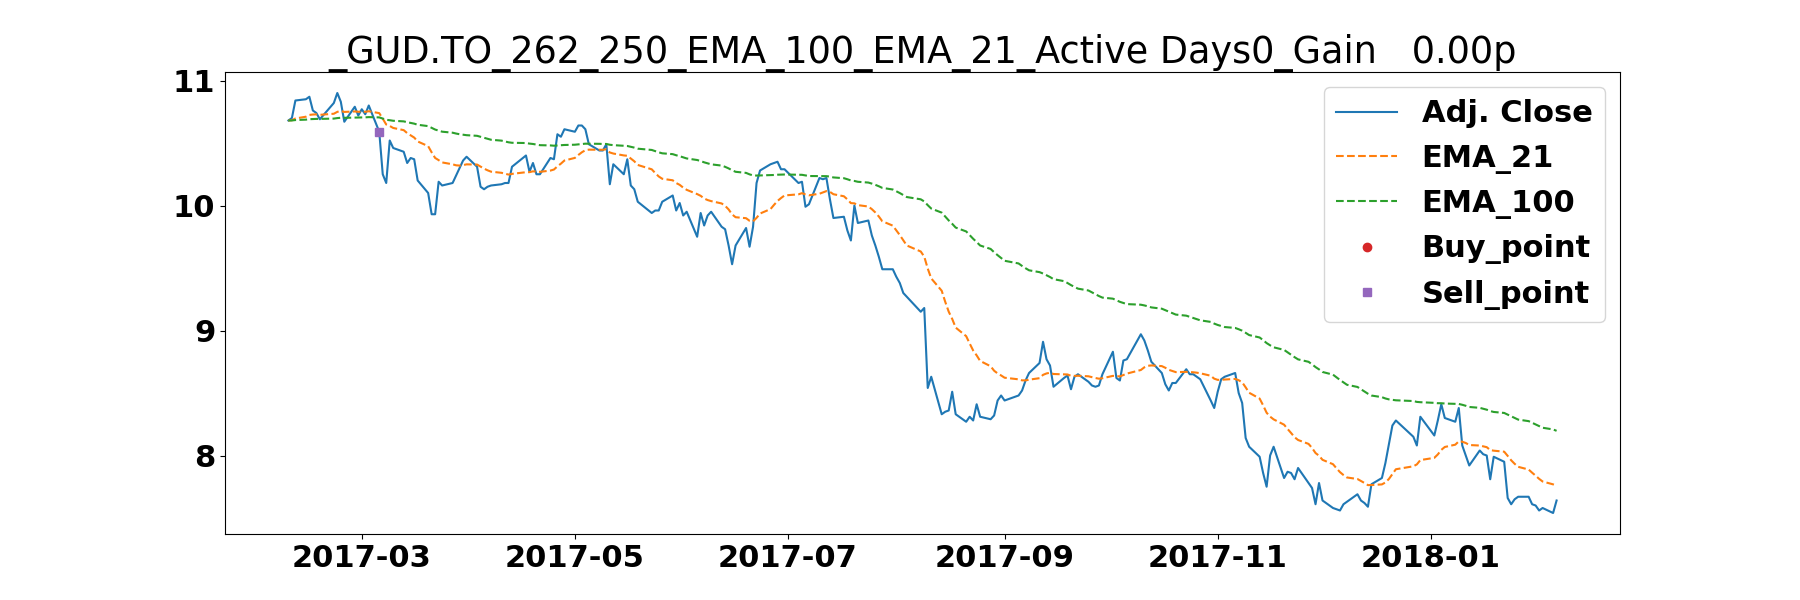 _GUD.TO_262_250_EMA_100_EMA_21_Active Days0_Gain   0.00p
11
10
9
8
Adj. Close
EMA_21
EMA_100
Buy_point
Sell_point
2017-03 2017-05 2017-07 2017-09 2017-11 2018-01